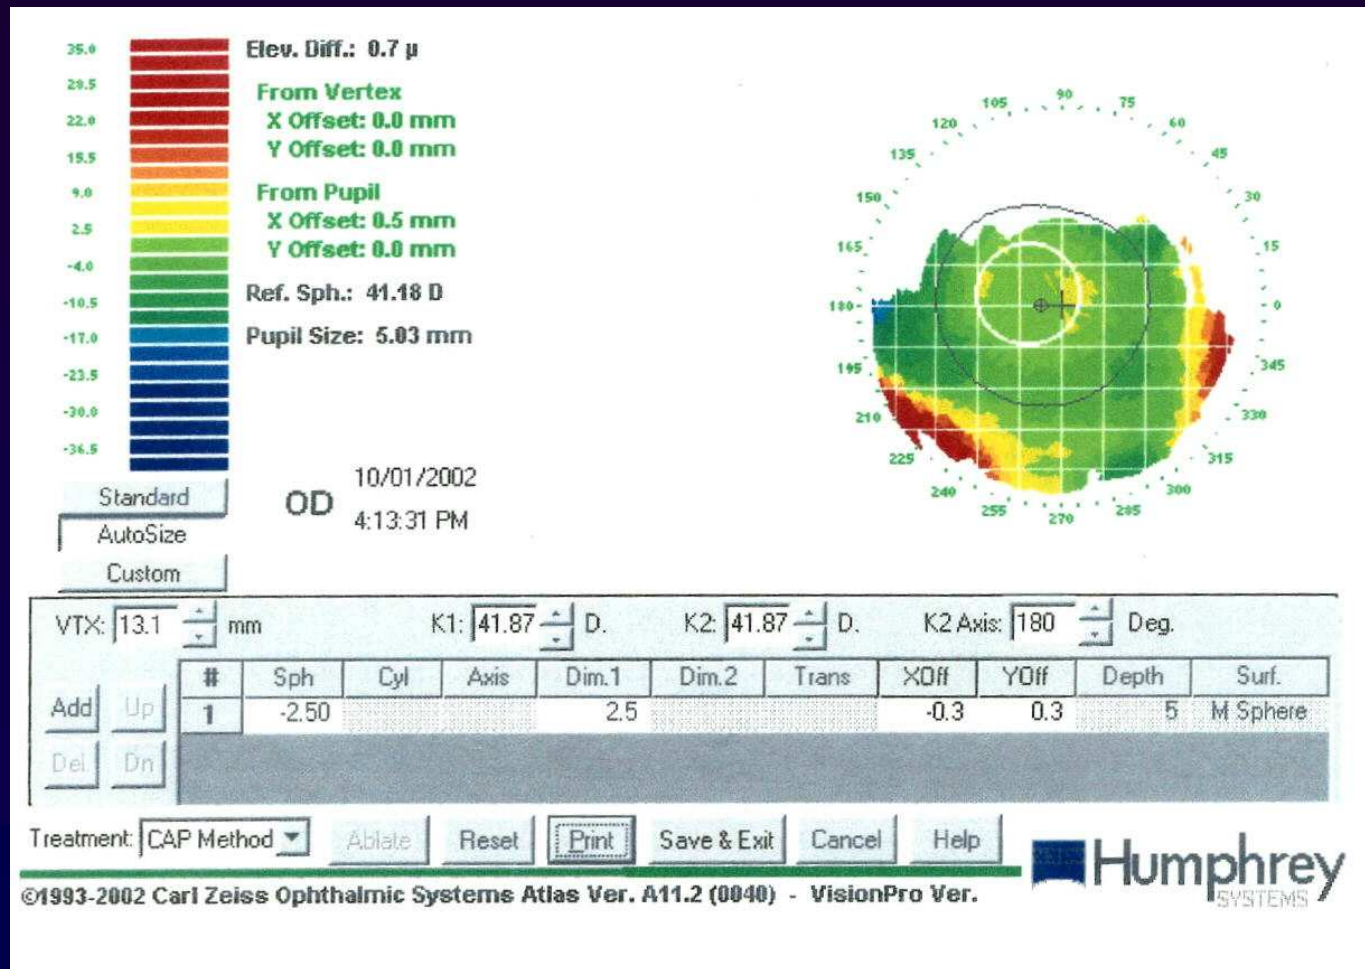 35.0
29.5
22.0
15.5
9.0
2.5
-4.0
-10.5
-17.0
-23.5
-30.0
-36.5
Elev. Diff.: 0.7 µ
From Vertex
X Offset: 0.0 mm
Y Offset: 0.0 mm
From Pupil
X Offset: 0.5 mm
Y Offset: 0.0 mm
Ref. Sph.: 41.18 D
Pupil Size: 5.03 mm
105 90 75
120 60
135 45
150 30
165 15
180 0
195 345
210 330
225 315
240 300
255 270 285
Standard
AutoSize
Custom
OD
10/01/2002
4:13:31 PM
VTX: 13.1 mm K1: 41.87 D. K2: 41.87 D. K2 Axis: 180 Deg.
# Sph Cyl Axis Dim.1 Dim.2 Trans XOff YOff Depth Surf.
Add Up 1 -2.50 2.5 -0.3 0.3 5 M Sphere
Del. Dn
Treatment: CAP Method Ablate Reset Print Save & Exit Cancel Help
Humphrey
SYSTEMS
©1993-2002 Carl Zeiss Ophthalmic Systems Atlas Ver. A11.2 (0040) - VisionPro Ver.